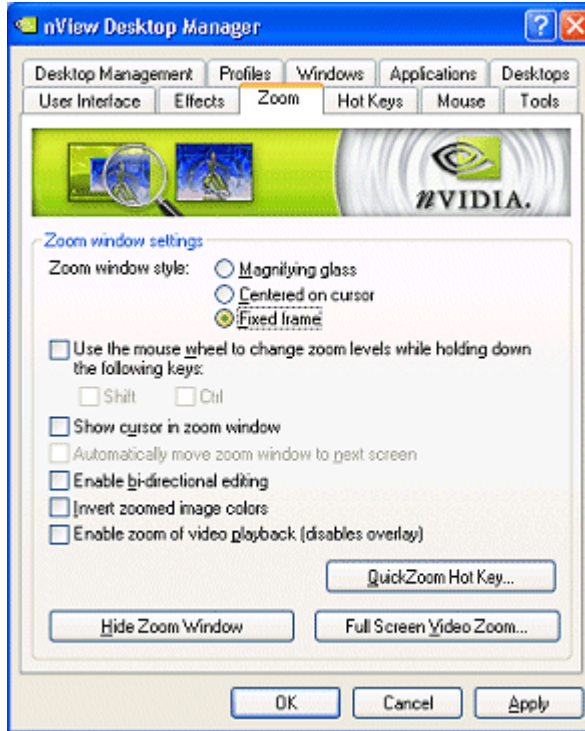 nView Desktop Manager
Desktop Management Profiles Windows Applications Desktops
User Interface Effects Zoom Hot Keys Mouse Tools
nVIDIA.
Zoom window settings
Zoom window style:
Magnifying glass
Centered on cursor
Fixed frame
Use the mouse wheel to change zoom levels while holding down
the following keys:
Shift Ctrl
Show cursor in zoom window
Automatically move zoom window to next screen
Enable bi-directional editing
Invert zoomed image colors
Enable zoom of video playback (disables overlay)
QuickZoom Hot Key...
Hide Zoom Window Full Screen Video Zoom...
OK Cancel Apply